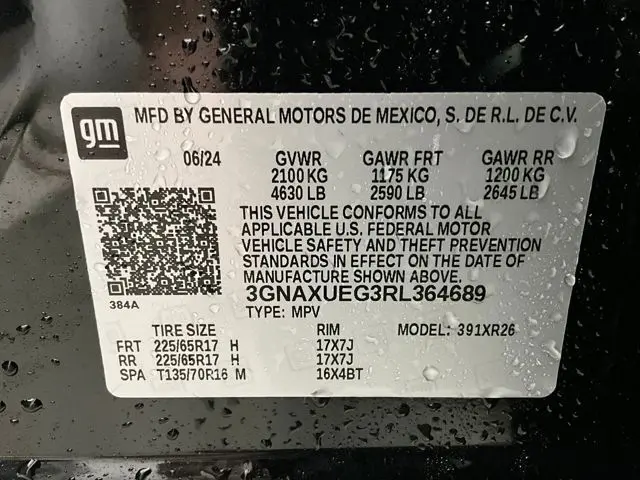 gm
MFD BY GENERAL MOTORS DE MEXICO, S. DE R.L. DE C.V.
06/24 GVWR GAWR FRT GAWR RR
2100 KG 1175 KG 1200 KG
4630 LB 2590 LB 2645 LB
THIS VEHICLE CONFORMS TO ALL
APPLICABLE U.S. FEDERAL MOTOR
VEHICLE SAFETY AND THEFT PREVENTION
STANDARDS IN EFFECT ON THE DATE OF
MANUFACTURE SHOWN ABOVE.
384A
3GNAXUEG3RL364689
TYPE: MPV
TIRE SIZE RIM MODEL: 391XR26
FRT 225/65R17 H 17X7J
RR 225/65R17 H 17X7J
SPA T135/70R16 M 16X4BT